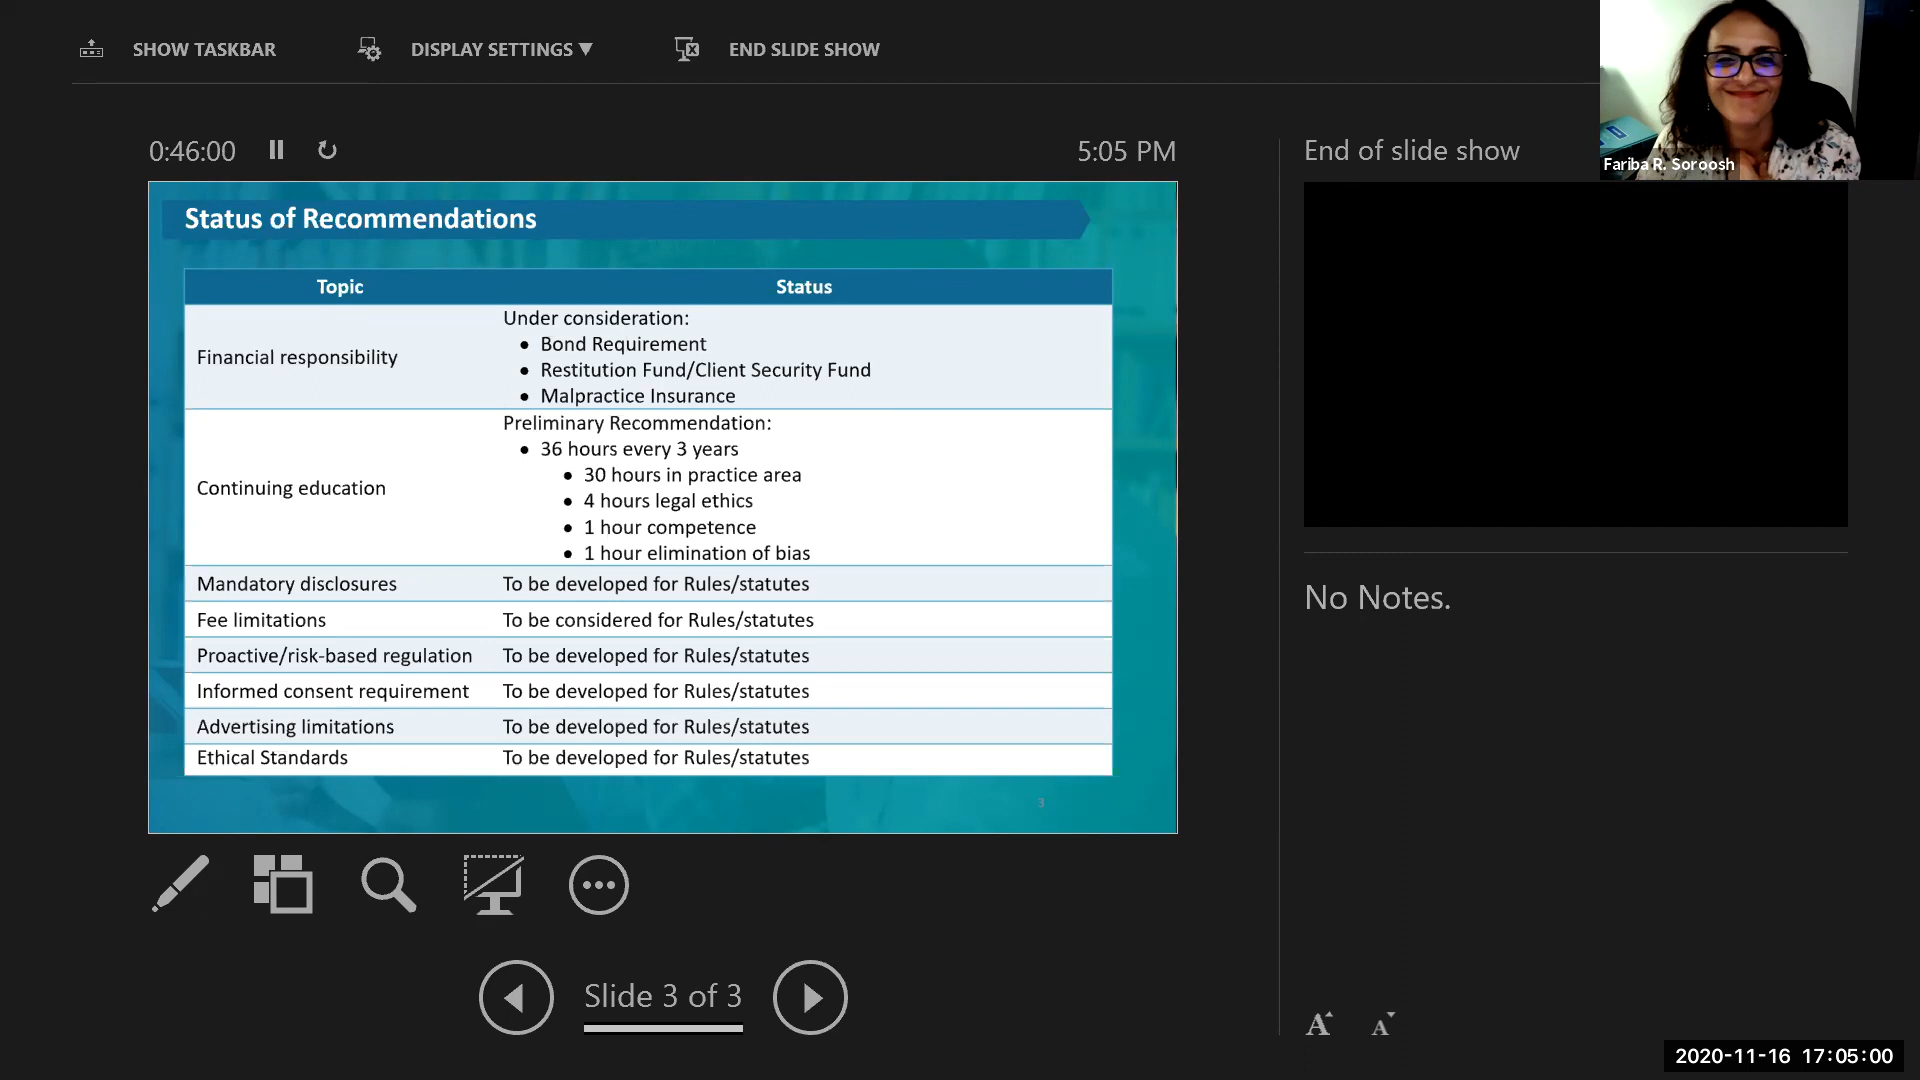 SHOW TASKBAR
DISPLAY SETTINGS ▼
END SLIDE SHOW
Fariba R. Soroosh
0:46:00
5:05 PM
Status of Recommendations
Topic Status
Financial responsibility
Under consideration:
• Bond Requirement
• Restitution Fund/Client Security Fund
• Malpractice Insurance
Continuing education
Preliminary Recommendation:
• 36 hours every 3 years
• 30 hours in practice area
• 4 hours legal ethics
• 1 hour competence
• 1 hour elimination of bias
Mandatory disclosures To be developed for Rules/statutes
Fee limitations To be considered for Rules/statutes
Proactive/risk-based regulation To be developed for Rules/statutes
Informed consent requirement To be developed for Rules/statutes
Advertising limitations To be developed for Rules/statutes
Ethical Standards To be developed for Rules/statutes
3
Slide 3 of 3
End of slide show
No Notes.
A A
2020-11-16 17:05:00